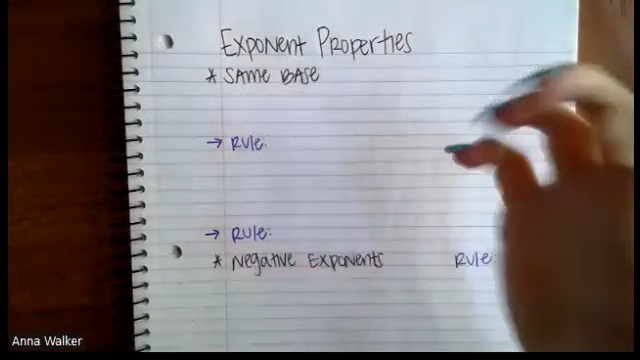 Exponent Properties
* SAME BASE
→ Rule:
→ Rule:
* Negative Exponents Rule:
Anna Walker